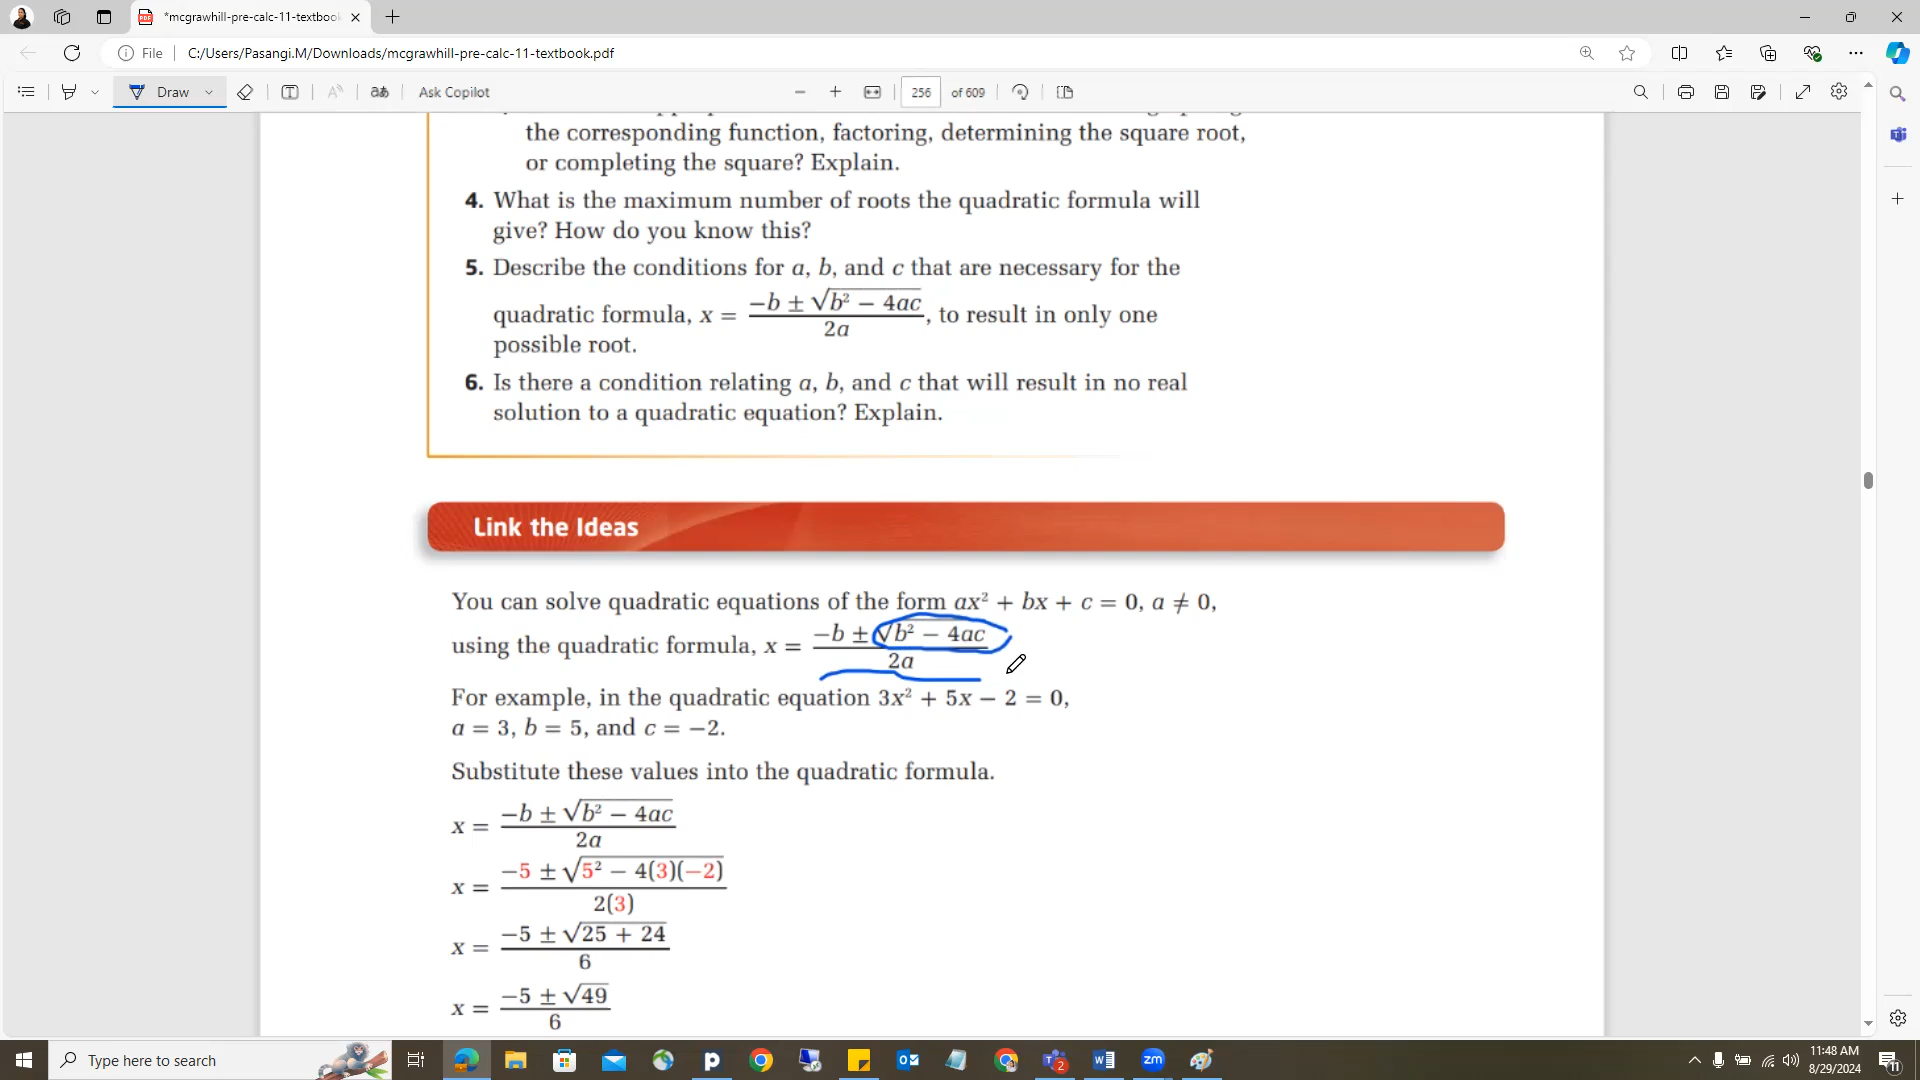 *mcgrawhill-pre-calc-11-textbook
File
C:/Users/Pasangi.M/Downloads/mcgrawhill-pre-calc-11-textbook.pdf
Draw
Ask Copilot
256 of 609
the corresponding function, factoring, determining the square root,
or completing the square? Explain.
4. What is the maximum number of roots the quadratic formula will
give? How do you know this?
5. Describe the conditions for a, b, and c that are necessary for the
quadratic formula, x = (−b ± √(b² − 4ac))/(2a), to result in only one
possible root.
6. Is there a condition relating a, b, and c that will result in no real
solution to a quadratic equation? Explain.
Link the Ideas
You can solve quadratic equations of the form ax² + bx + c = 0, a ≠ 0,
using the quadratic formula, x = (−b ± √(b² − 4ac))/(2a)
For example, in the quadratic equation 3x² + 5x − 2 = 0,
a = 3, b = 5, and c = −2.
Substitute these values into the quadratic formula.
x = (−b ± √(b² − 4ac))/(2a)
x = (−5 ± √(5² − 4(3)(−2)))/(2(3))
x = (−5 ± √(25 + 24))/6
x = (−5 ± √49)/6
Type here to search
11:48 AM
8/29/2024